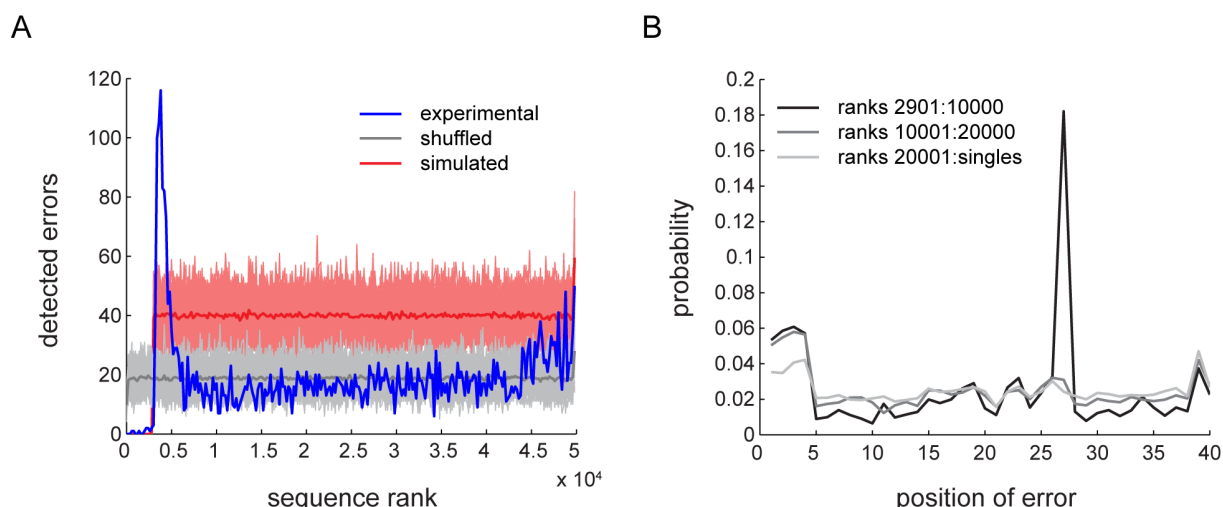 A
120
100
80
60
40
20
0
detected errors
experimental
shuffled
simulated
0 0.5 1 1.5 2 2.5 3 3.5 4 4.5 5
x 10⁴
sequence rank
B
0.2
0.18
0.16
0.14
0.12
0.1
0.08
0.06
0.04
0.02
0
probability
ranks 2901:10000
ranks 10001:20000
ranks 20001:singles
0 5 10 15 20 25 30 35 40
position of error